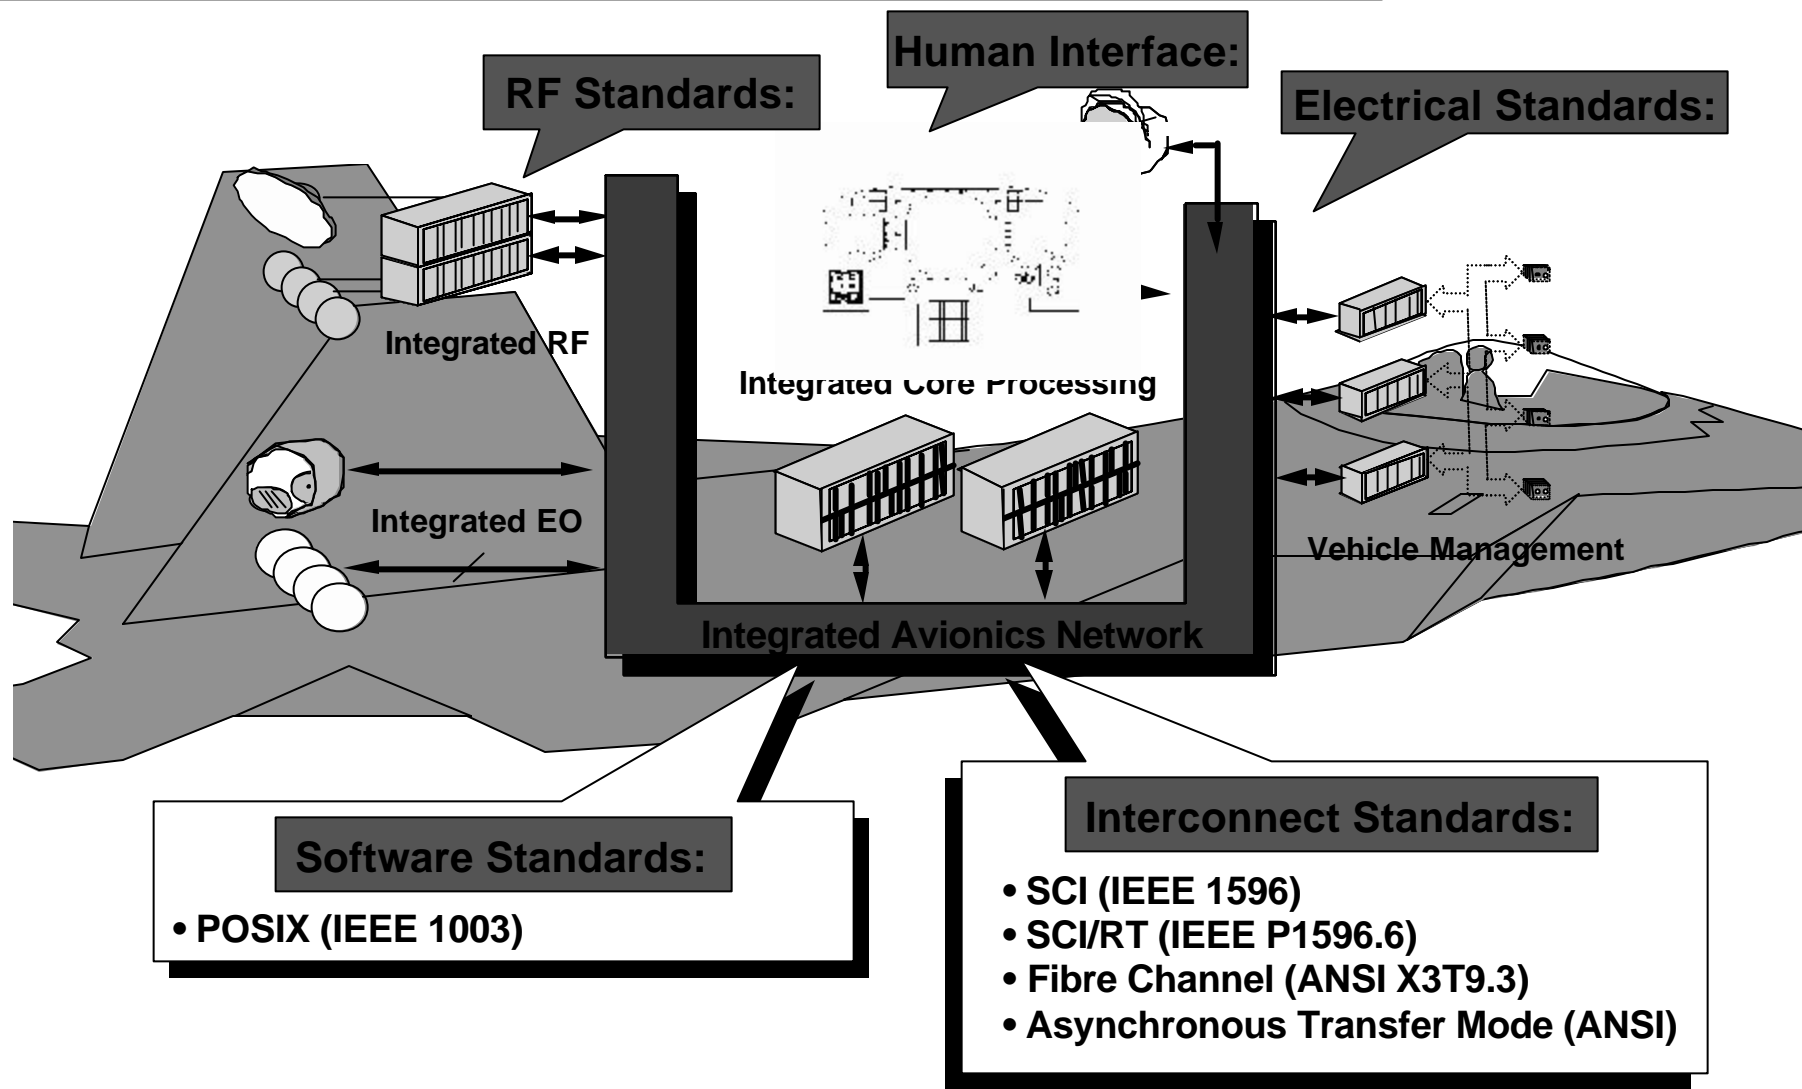 Human Interface:
RF Standards:
Electrical Standards:
Integrated RF
Integrated Core Processing
Integrated EO
Vehicle Management
Integrated Avionics Network
Software Standards:
• POSIX (IEEE 1003)
Interconnect Standards:
• SCI (IEEE 1596)
• SCI/RT (IEEE P1596.6)
• Fibre Channel (ANSI X3T9.3)
• Asynchronous Transfer Mode (ANSI)